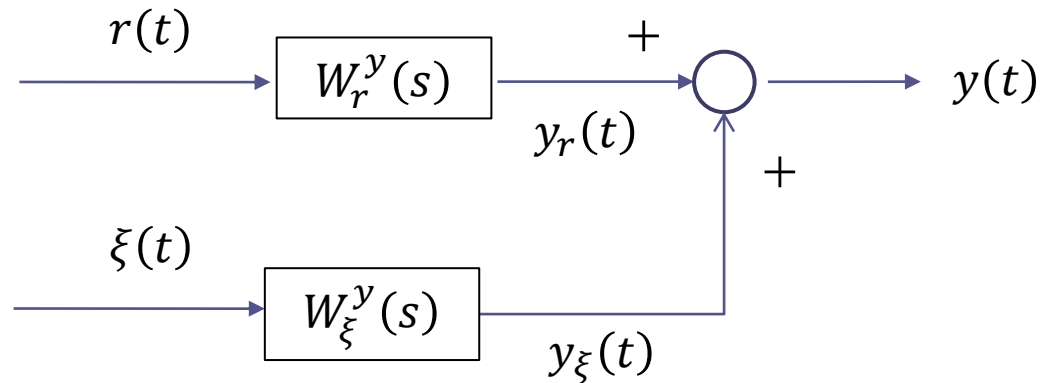 r(t)
+
W_r^y(s)
y(t)
y_r(t)
+
ξ(t)
W_ξ^y(s)
y_ξ(t)